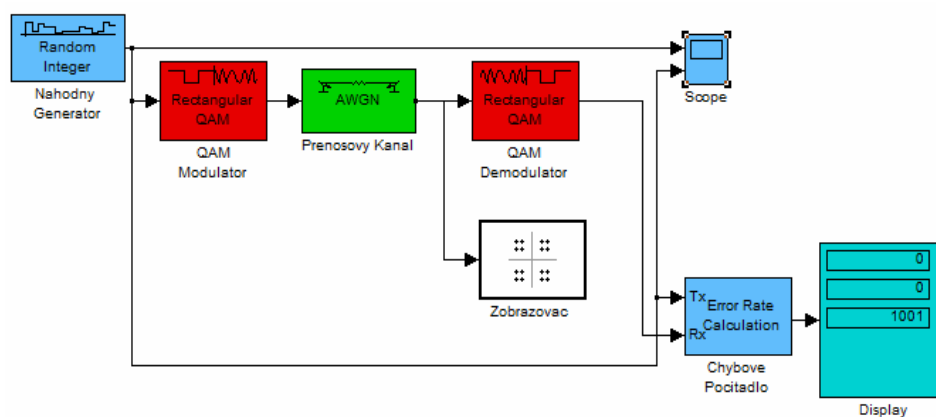 Random
Integer
Nahodny
Generator
Rectangular
QAM
QAM
Modulator
AWGN
Prenosovy Kanal
Rectangular
QAM
QAM
Demodulator
Scope
Zobrazovac
Tx
Rx
Error Rate
Calculation
Chybove
Pocitadlo
0
0
1001
Display